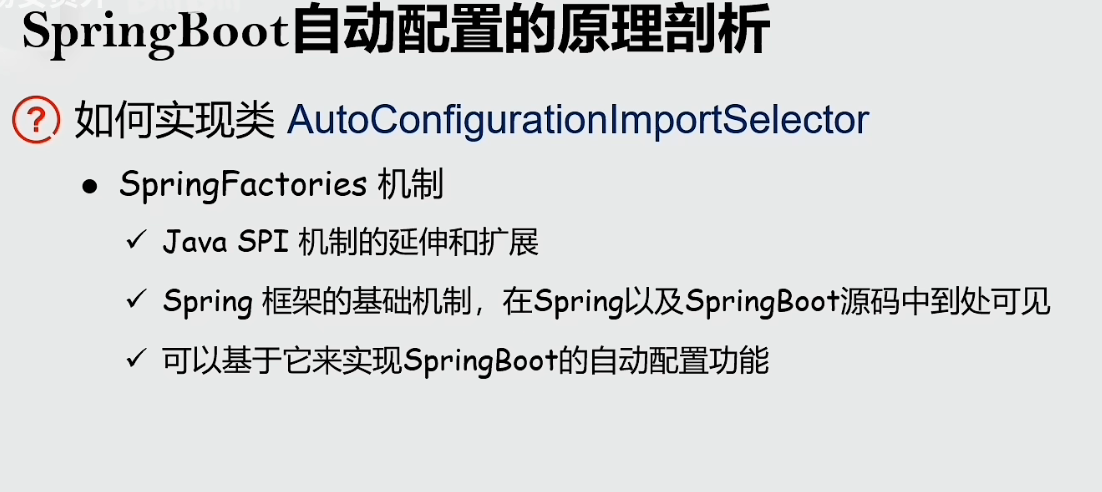 SpringBoot自动配置的原理剖析
? 如何实现类 AutoConfigurationImportSelector
● SpringFactories 机制
✓ Java SPI 机制的延伸和扩展
✓ Spring 框架的基础机制，在Spring以及SpringBoot源码中到处可见
✓ 可以基于它来实现SpringBoot的自动配置功能